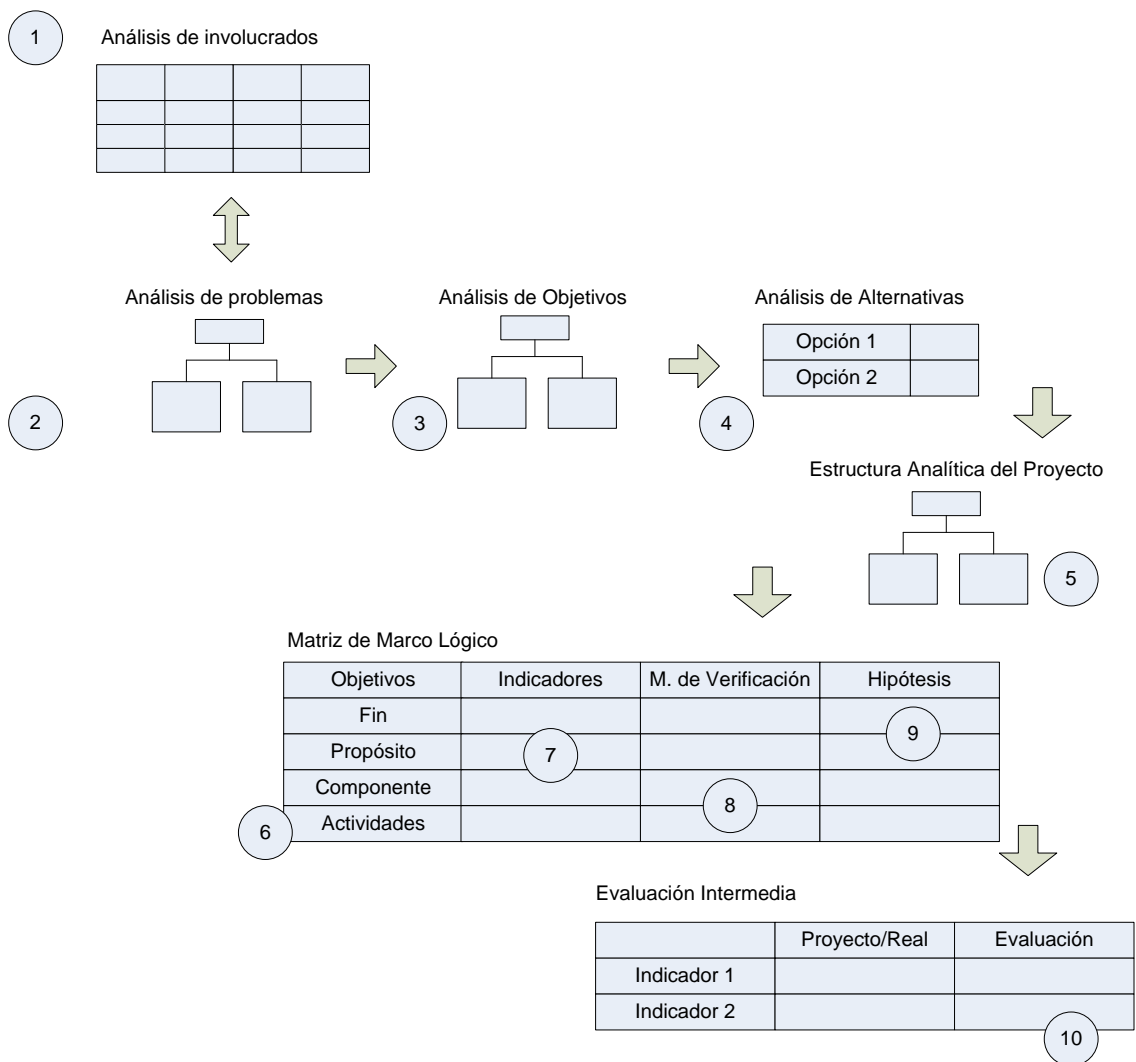 1
Análisis de involucrados
Análisis de problemas
Análisis de Objetivos
Análisis de Alternativas
Opción 1
Opción 2
2
3
4
Estructura Analítica del Proyecto
5
Matriz de Marco Lógico
Objetivos Indicadores M. de Verificación Hipótesis
Fin
9
Propósito
7
Componente
8
Actividades
6
Evaluación Intermedia
Proyecto/Real Evaluación
Indicador 1
Indicador 2
10